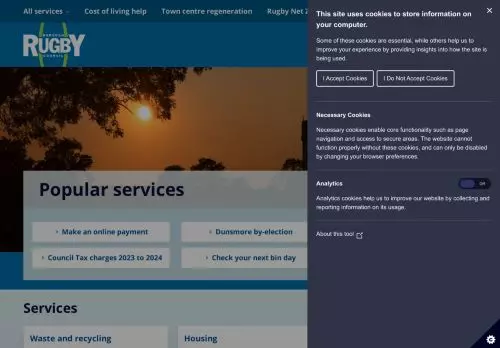 All services
Cost of living help
Town centre regeneration
Rugby Net
BOROUGH
RUGBY
COUNCIL
Popular services
Make an online payment
Dunsmore by-election
Council Tax charges 2023 to 2024
Check your next bin day
Services
Waste and recycling
Housing
This site uses cookies to store information on
your computer.
Some of these cookies are essential, while others help us to
improve your experience by providing insights into how the site is
being used.
I Accept Cookies
I Do Not Accept Cookies
Necessary Cookies
Necessary cookies enable core functionality such as page
navigation and access to secure areas. The website cannot
function properly without these cookies, and can only be disabled
by changing your browser preferences.
Analytics
Off
Analytics cookies help us to improve our website by collecting and
reporting information on its usage.
About this tool